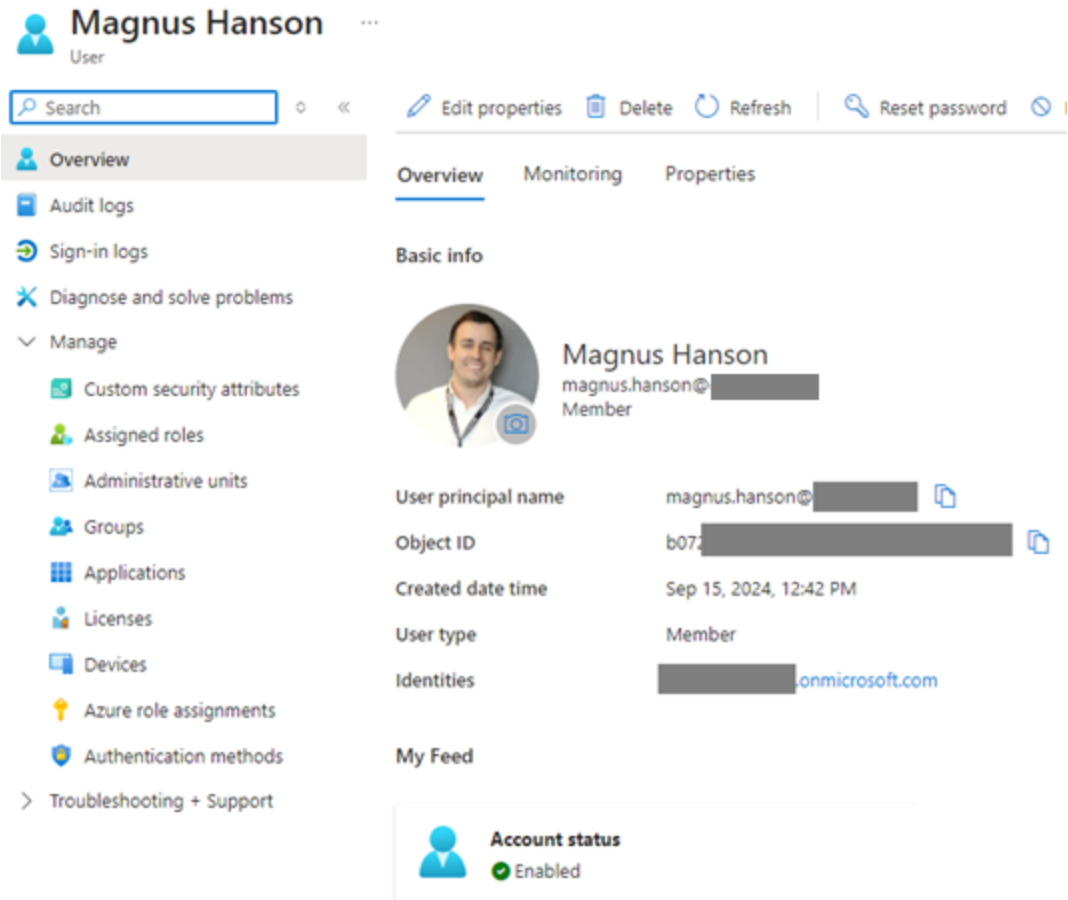 Magnus Hanson ...
User
Search
Edit properties Delete Refresh Reset password
Overview
Audit logs
Sign-in logs
Diagnose and solve problems
Manage
Custom security attributes
Assigned roles
Administrative units
Groups
Applications
Licenses
Devices
Azure role assignments
Authentication methods
Troubleshooting + Support
Overview Monitoring Properties
Basic info
Magnus Hanson
magnus.hanson@
Member
User principal name magnus.hanson@
Object ID b072
Created date time Sep 15, 2024, 12:42 PM
User type Member
Identities .onmicrosoft.com
My Feed
Account status
Enabled